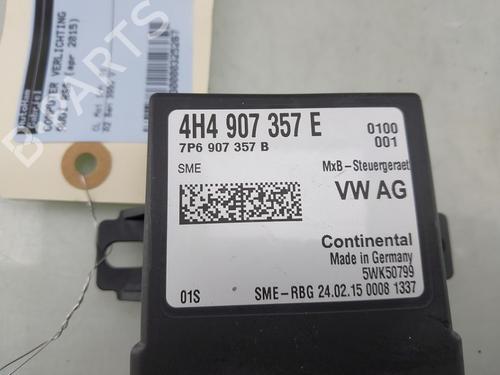 COMPUTER VERLICHTING
4H4 907 357 E
0100
001
7P6 907 357 B
SME
MxB-Steuergeraet
VW AG
Continental
Made in Germany
5WK50799
01S
SME-RBG 24.02.15 0008 1337